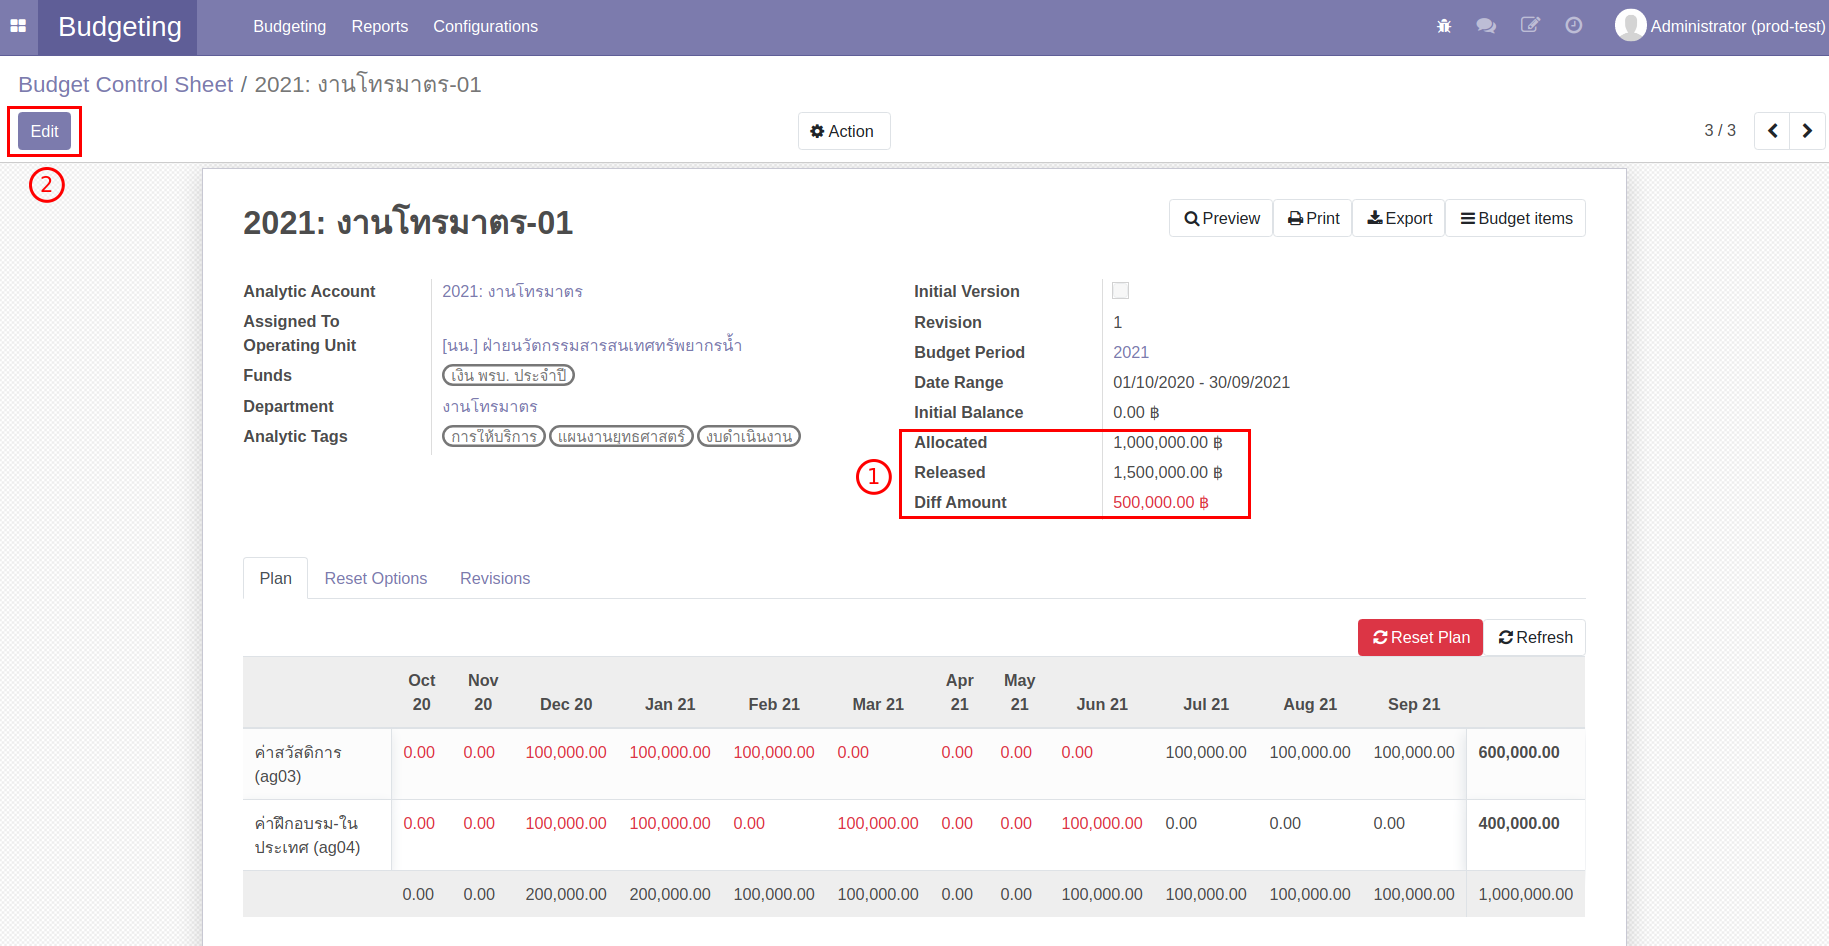 Budgeting Budgeting Reports Configurations Administrator (prod-test)
Budget Control Sheet / 2021: งานโทรมาตร-01
Edit Action 3 / 3
2
2021: งานโทรมาตร-01 Preview Print Export Budget items
Analytic Account 2021: งานโทรมาตร
Assigned To
Operating Unit [นน.] ฝ่ายนวัตกรรมสารสนเทศทรัพยากรน้ำ
Funds เงิน พรบ. ประจำปี
Department งานโทรมาตร
Analytic Tags การให้บริการ แผนงานยุทธศาสตร์ งบดำเนินงาน
Initial Version
Revision 1
Budget Period 2021
Date Range 01/10/2020 - 30/09/2021
Initial Balance 0.00 ฿
Allocated 1,000,000.00 ฿
1 Released 1,500,000.00 ฿
Diff Amount 500,000.00 ฿
Plan Reset Options Revisions
Reset Plan Refresh
Oct 20 Nov 20 Dec 20 Jan 21 Feb 21 Mar 21 Apr 21 May 21 Jun 21 Jul 21 Aug 21 Sep 21
ค่าสวัสดิการ 0.00 0.00 100,000.00 100,000.00 100,000.00 0.00 0.00 0.00 0.00 100,000.00 100,000.00 100,000.00 600,000.00
(ag03)
ค่าฝึกอบรม-ใน 0.00 0.00 100,000.00 100,000.00 0.00 100,000.00 0.00 0.00 100,000.00 0.00 0.00 0.00 400,000.00
ประเทศ (ag04)
0.00 0.00 200,000.00 200,000.00 100,000.00 100,000.00 0.00 0.00 100,000.00 100,000.00 100,000.00 100,000.00 1,000,000.00